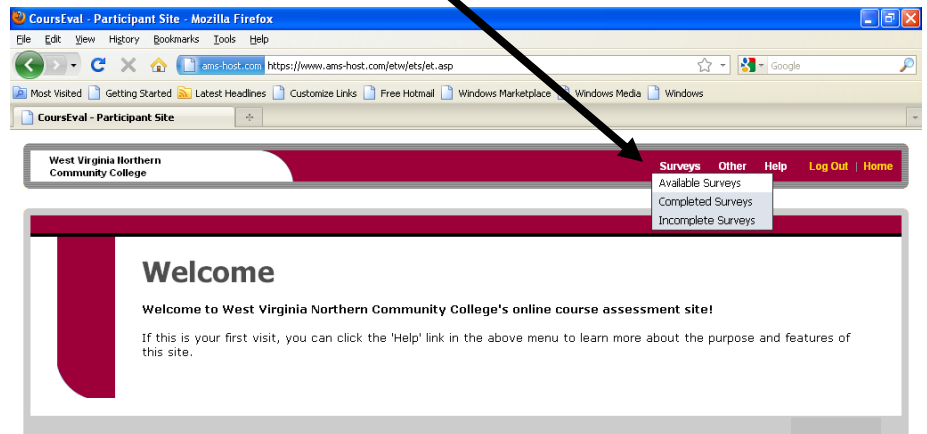 CoursEval - Participant Site - Mozilla Firefox
File Edit View History Bookmarks Tools Help
ams-host.com https://www.ams-host.com/etw/ets/et.asp Google
Most Visited Getting Started Latest Headlines Customize Links Free Hotmail Windows Marketplace Windows Media Windows
CoursEval - Participant Site
West Virginia Northern
Community College
Surveys Other Help Log Out | Home
Available Surveys
Completed Surveys
Incomplete Surveys
Welcome
Welcome to West Virginia Northern Community College's online course assessment site!
If this is your first visit, you can click the 'Help' link in the above menu to learn more about the purpose and features of
this site.